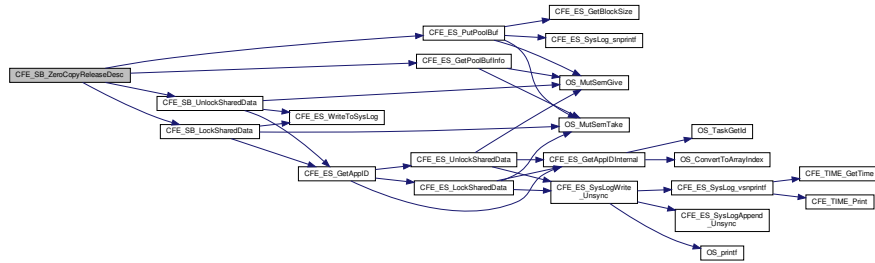 CFE_SB_ZeroCopyReleaseDesc
CFE_ES_PutPoolBuf
CFE_ES_GetPoolBufInfo
CFE_SB_UnlockSharedData
CFE_SB_LockSharedData
CFE_ES_WriteToSysLog
CFE_ES_GetAppID
CFE_ES_GetBlockSize
CFE_ES_SysLog_snprintf
OS_MutSemGive
OS_MutSemTake
CFE_ES_UnlockSharedData
CFE_ES_LockSharedData
CFE_ES_GetAppIDInternal
CFE_ES_SysLogWrite
_Unsync
OS_TaskGetId
OS_ConvertToArrayIndex
CFE_ES_SysLog_vsnprintf
CFE_ES_SysLogAppend
_Unsync
OS_printf
CFE_TIME_GetTime
CFE_TIME_Print